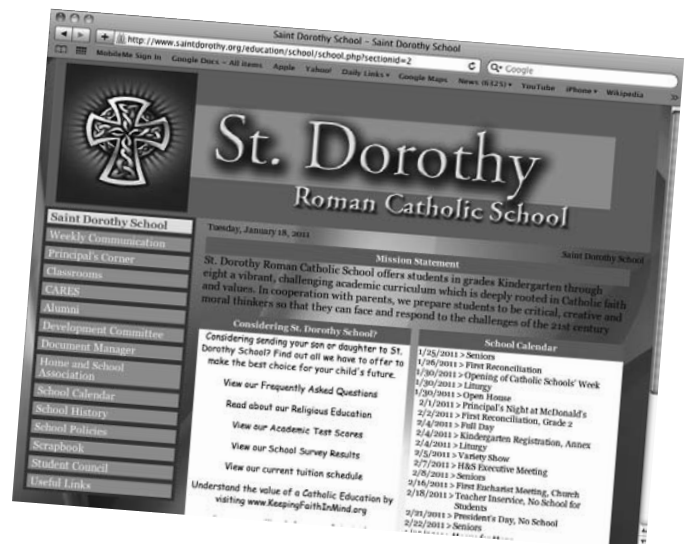 Saint Dorothy School – Saint Dorothy School
http://www.saintdorothy.org/education/school/school.php?sectionid=2
Google
MobileMe Sign In Google Docs – All items Apple Yahoo! Daily Links Google Maps News (6125) YouTube iPhone Wikipedia
St. Dorothy
Roman Catholic School
Saint Dorothy School
Weekly Communication
Principal's Corner
Classrooms
CARES
Alumni
Development Committee
Document Manager
Home and School
Association
School Calendar
School History
School Policies
Scrapbook
Student Council
Useful Links
Tuesday, January 18, 2011
Saint Dorothy School
Mission Statement
St. Dorothy Roman Catholic School offers students in grades Kindergarten through
eight a vibrant, challenging academic curriculum which is deeply rooted in Catholic faith
and values. In cooperation with parents, we prepare students to be critical, creative and
moral thinkers so that they can face and respond to the challenges of the 21st century
Considering St. Dorothy School?
Considering sending your son or daughter to St.
Dorothy School? Find out all we have to offer to
make the best choice for your child's future.
View our Frequently Asked Questions
Read about our Religious Education
View our Academic Test Scores
View our School Survey Results
View our current tuition schedule
Understand the value of a Catholic Education by
visiting www.KeepingFaithInMind.org
School Calendar
1/25/2011 > Seniors
1/26/2011 > First Reconciliation
1/30/2011 > Opening of Catholic Schools' Week
1/30/2011 > Liturgy
1/30/2011 > Open House
2/1/2011 > Principal's Night at McDonald's
2/2/2011 > First Reconciliation, Grade 2
2/4/2011 > Full Day
2/4/2011 > Kindergarten Registration, Annex
2/4/2011 > Liturgy
2/5/2011 > Variety Show
2/7/2011 > H&S Executive Meeting
2/8/2011 > Seniors
2/16/2011 > First Eucharist Meeting, Church
2/18/2011 > Teacher Inservice, No School for
Students
2/21/2011 > President's Day, No School
2/22/2011 > Seniors